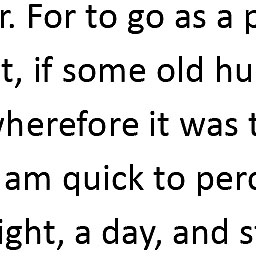 r. For to go as a p
t, if some old hu
wherefore it was t
am quick to perc
ight, a day, and st